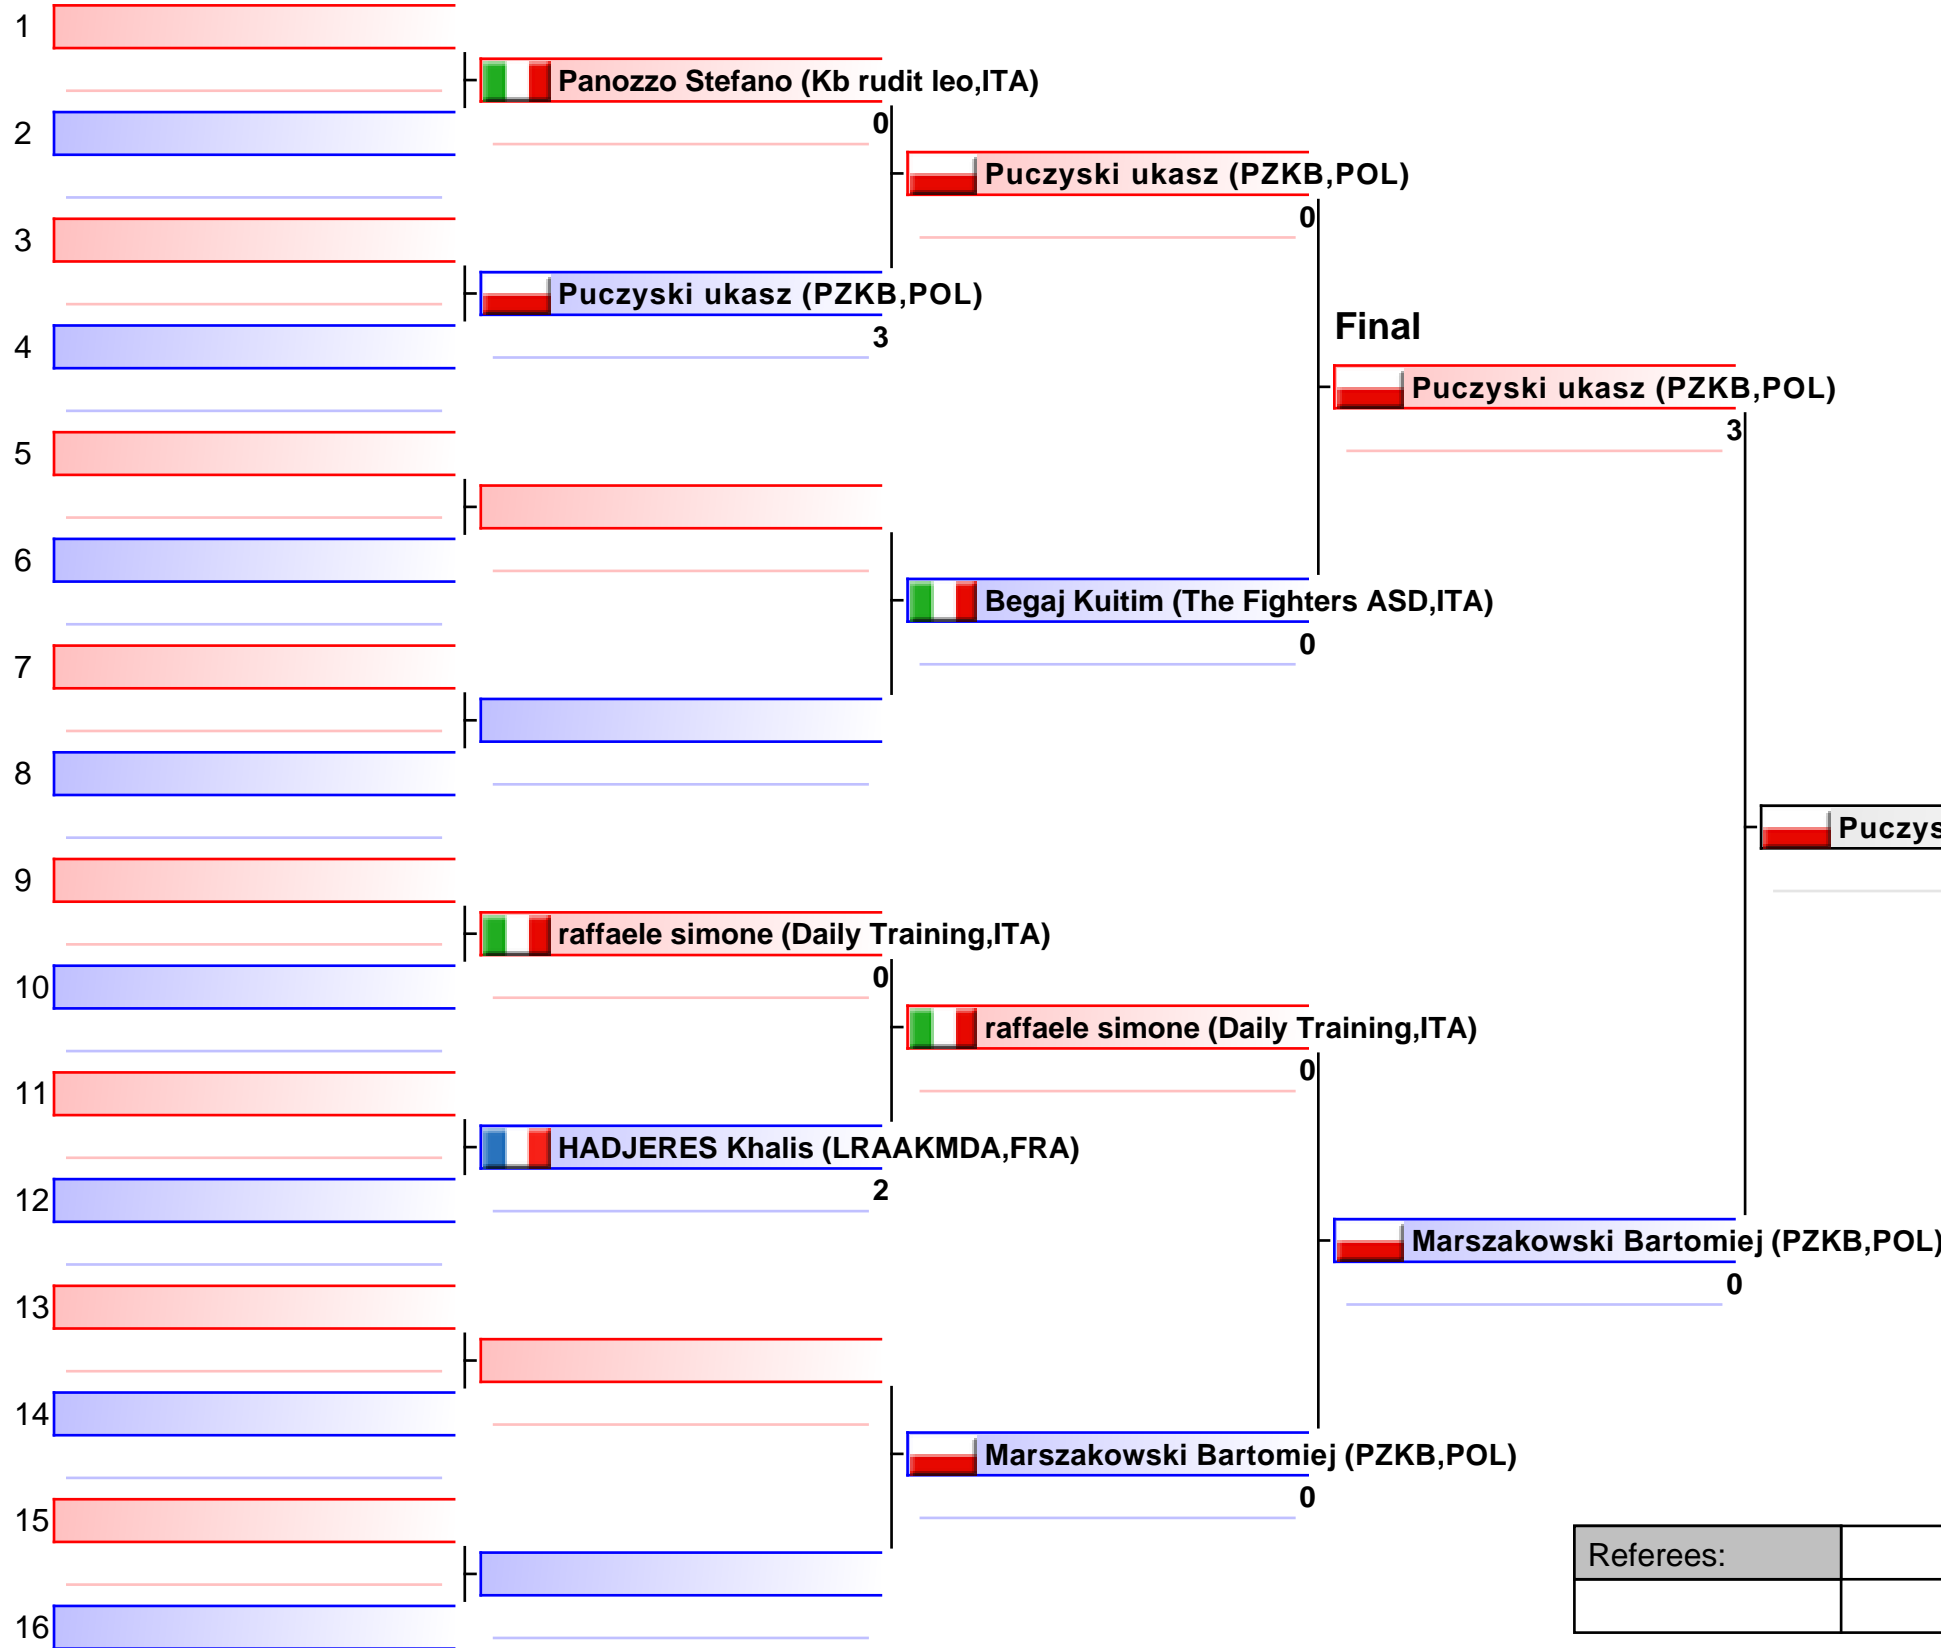 1
Panozzo Stefano (Kb rudit leo,ITA)
0
2
Puczyski ukasz (PZKB,POL)
0
3
Puczyski ukasz (PZKB,POL)
3
4
Final
Puczyski ukasz (PZKB,POL)
3
5
6
Begaj Kuitim (The Fighters ASD,ITA)
0
7
8
Puczys
9
raffaele simone (Daily Training,ITA)
0
10
raffaele simone (Daily Training,ITA)
0
11
HADJERES Khalis (LRAAKMDA,FRA)
2
12
Marszakowski Bartomiej (PZKB,POL)
0
13
14
Marszakowski Bartomiej (PZKB,POL)
0
15
Referees:
16